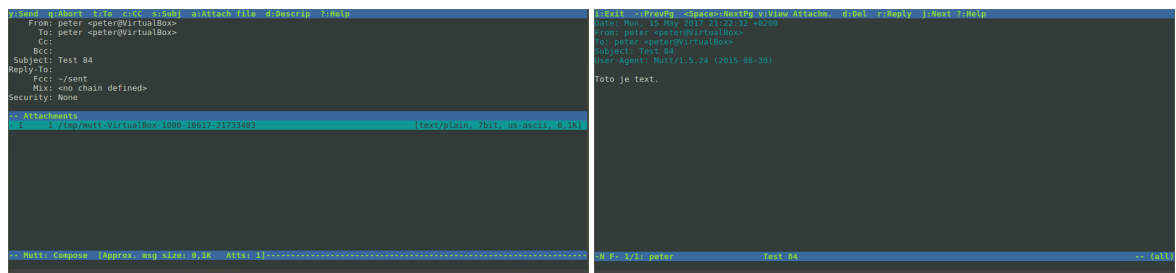 y:Send  q:Abort  t:To  c:CC  s:Subj  a:Attach file  d:Descrip  ?:Help
From: peter <peter@VirtualBox>
To: peter <peter@VirtualBox>
Cc:
Bcc:
Subject: Test 84
Reply-To:
Fcc: ~/sent
Mix: <no chain defined>
Security: None
-- Attachments
- I     1 /tmp/mutt-VirtualBox-1000-10617-21733483     [text/plain, 7bit, us-ascii, 0,1K]
-- Mutt: Compose  [Approx. msg size: 0,1K   Atts: 1]-----------------------------------------------------------------
i:Exit  -:PrevPg  <Space>:NextPg v:View Attachm.  d:Del  r:Reply  j:Next ?:Help
Date: Mon, 15 May 2017 21:22:32 +0200
From: peter <peter@VirtualBox>
To: peter <peter@VirtualBox>
Subject: Test 84
User-Agent: Mutt/1.5.24 (2015-08-30)
Toto je text.
-N F- 1/1: peter     Test 84     -- (all)